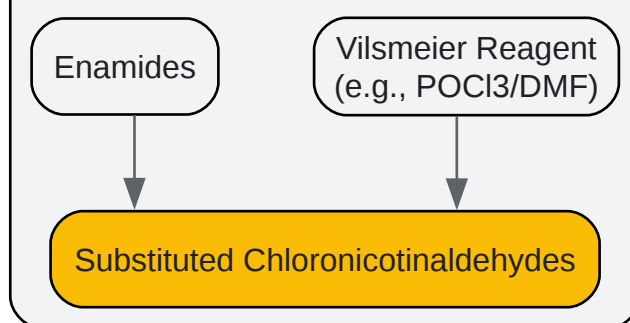 Enamides
Vilsmeier Reagent
(e.g., POCl3/DMF)
Substituted Chloronicotinaldehydes